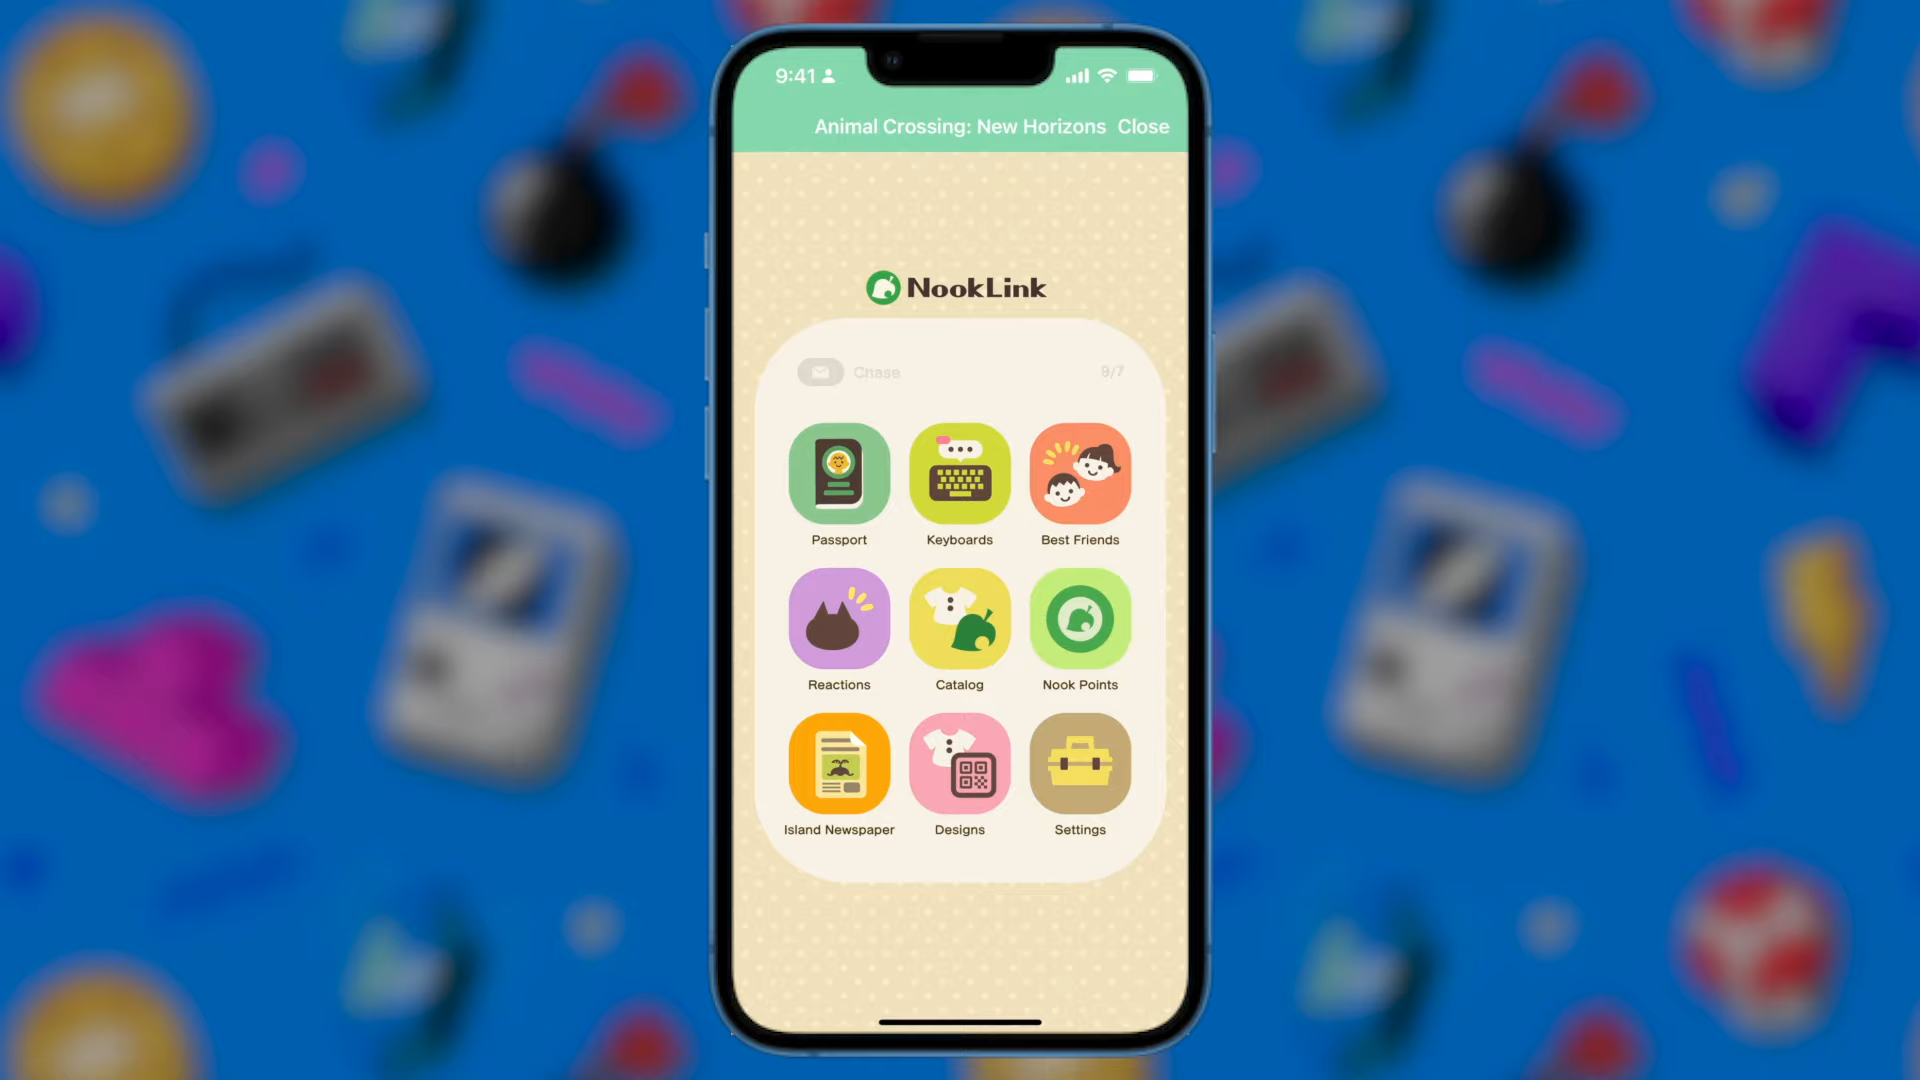 9:41
Animal Crossing: New Horizons Close
NookLink
Chase 9/7
Passport Keyboards Best Friends
Reactions Catalog Nook Points
Island Newspaper Designs Settings